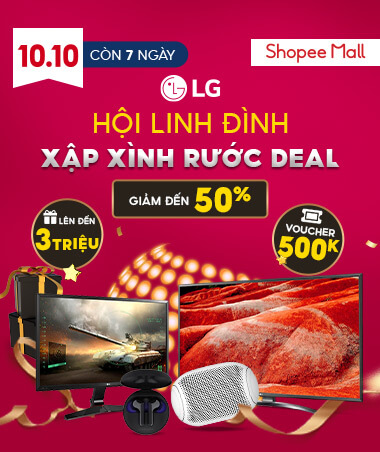 10.10
CÒN 7 NGÀY
Shopee Mall
LG
HỘI LINH ĐÌNH
XẬP XÌNH RƯỚC DEAL
GIẢM ĐẾN 50%
LÊN ĐẾN
3 TRIỆU
VOUCHER
500K